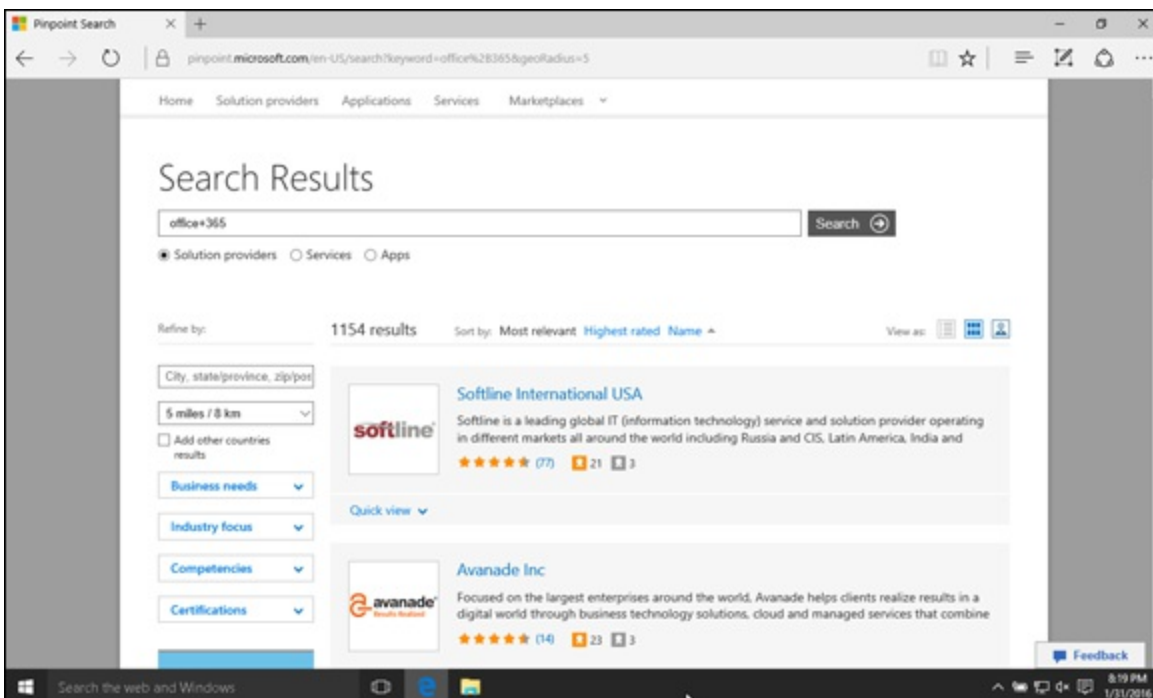 Pinpoint Search
pinpoint.microsoft.com/en-US/search?keyword=office%2B365&geoRadius=5
Home Solution providers Applications Services Marketplaces
Search Results
office+365 Search
Solution providers Services Apps
Refine by: 1154 results Sort by: Most relevant Highest rated Name View as:
City, state/province, zip/pos
5 miles / 8 km
Add other countries
results
Business needs
Industry focus
Competencies
Certifications
softline
Softline International USA
Softline is a leading global IT (information technology) service and solution provider operating
in different markets all around the world including Russia and CIS, Latin America, India and
(77) 21 3
Quick view
avanade
Results Realized
Avanade Inc
Focused on the largest enterprises around the world, Avanade helps clients realize results in a
digital world through business technology solutions, cloud and managed services that combine
(14) 23 3
Feedback
Search the web and Windows
8:19 PM
1/31/2016